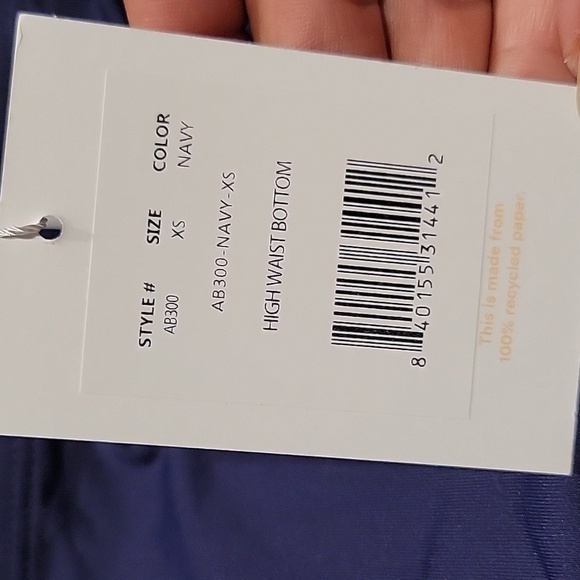 STYLE # SIZE COLOR
AB300 XS NAVY
AB300-NAVY-XS
HIGH WAIST BOTTOM
8 40155 31441 2
This is made from
100% recycled paper.